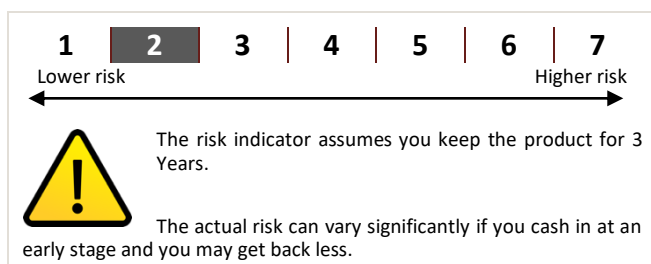 1 2 3 4 5 6 7
Lower risk Higher risk
The risk indicator assumes you keep the product for 3
Years.
The actual risk can vary significantly if you cash in at an
early stage and you may get back less.